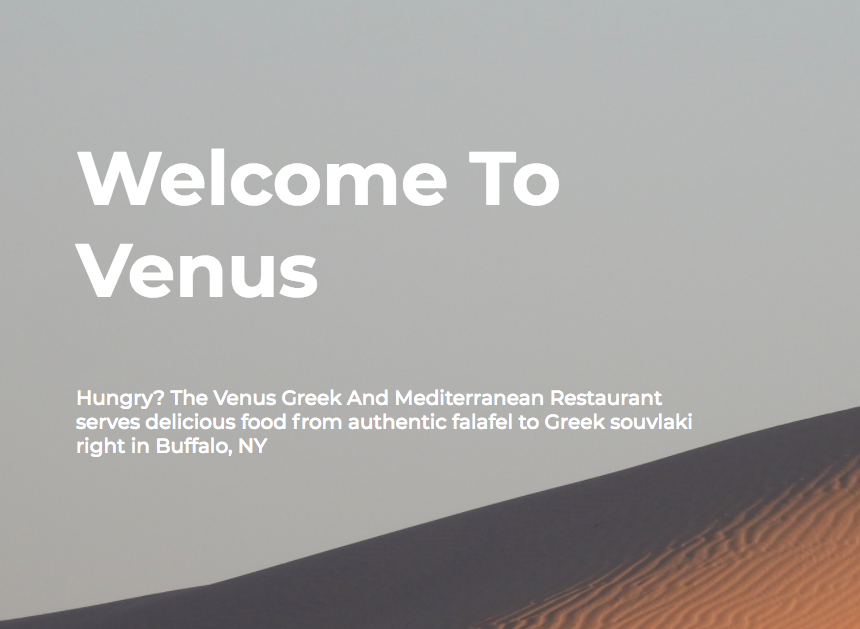 Welcome To
Venus
Hungry? The Venus Greek And Mediterranean Restaurant
serves delicious food from authentic falafel to Greek souvlaki
right in Buffalo, NY